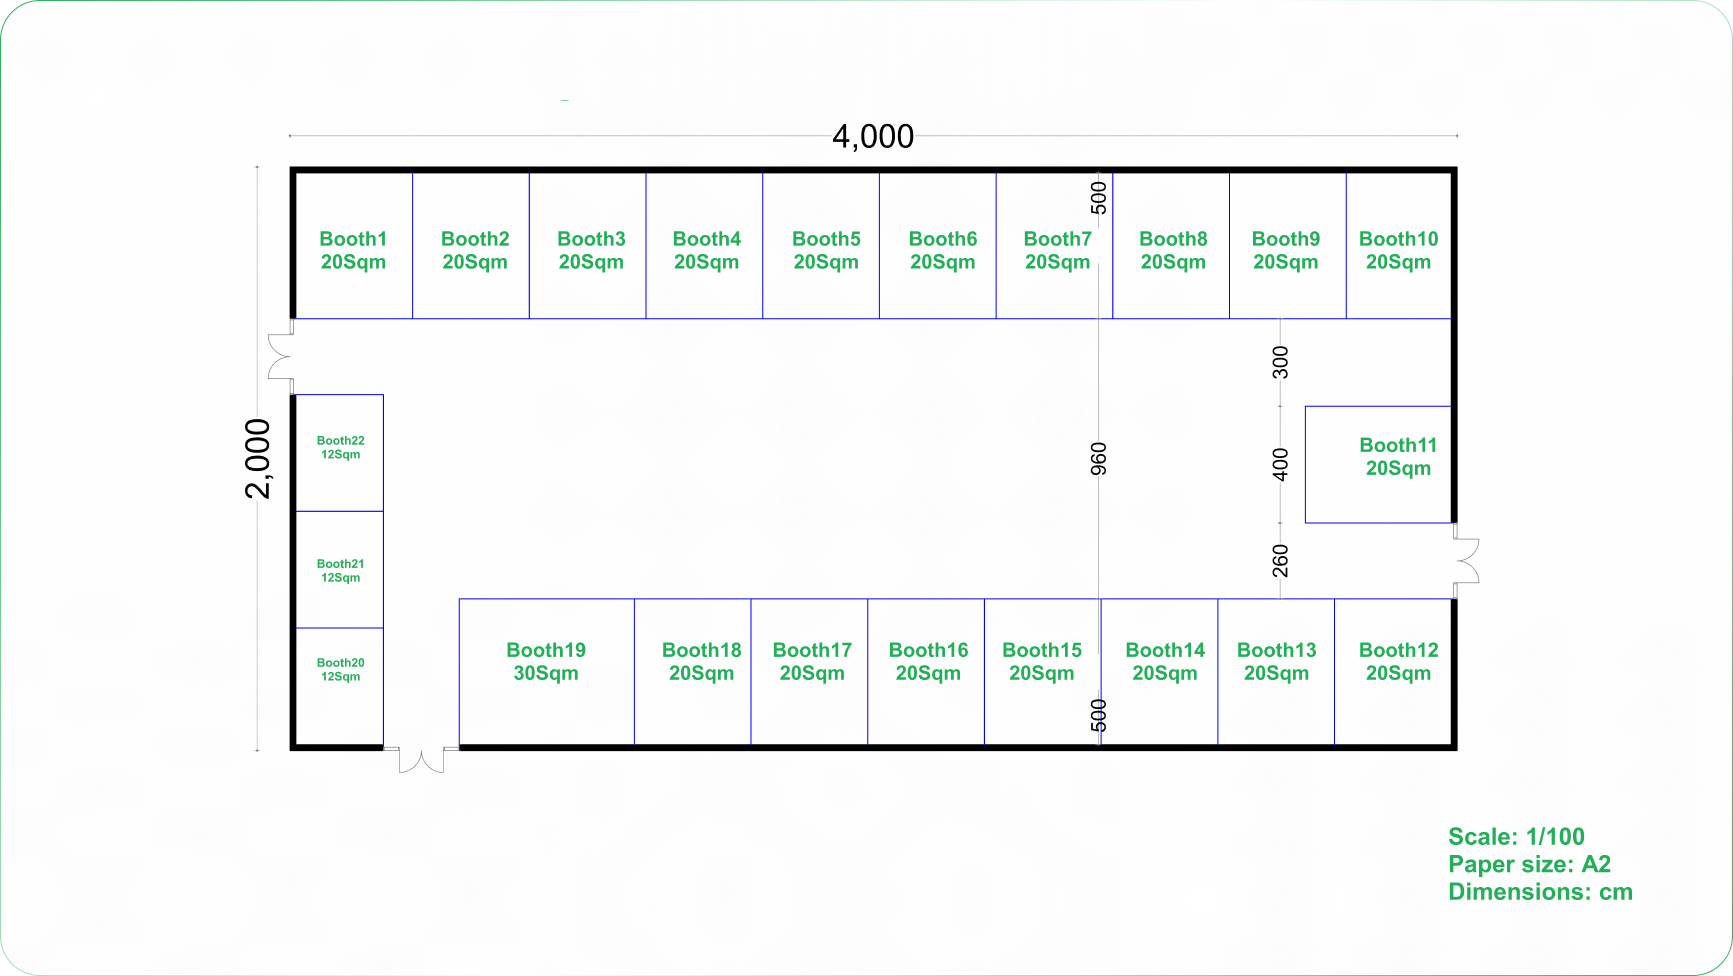 4,000
2,000
Booth1
20Sqm
Booth2
20Sqm
Booth3
20Sqm
Booth4
20Sqm
Booth5
20Sqm
Booth6
20Sqm
Booth7
20Sqm
500
Booth8
20Sqm
Booth9
20Sqm
Booth10
20Sqm
300
960
400
260
Booth11
20Sqm
Booth22
12Sqm
Booth21
12Sqm
Booth20
12Sqm
Booth19
30Sqm
Booth18
20Sqm
Booth17
20Sqm
Booth16
20Sqm
Booth15
20Sqm
500
Booth14
20Sqm
Booth13
20Sqm
Booth12
20Sqm
Scale: 1/100
Paper size: A2
Dimensions: cm